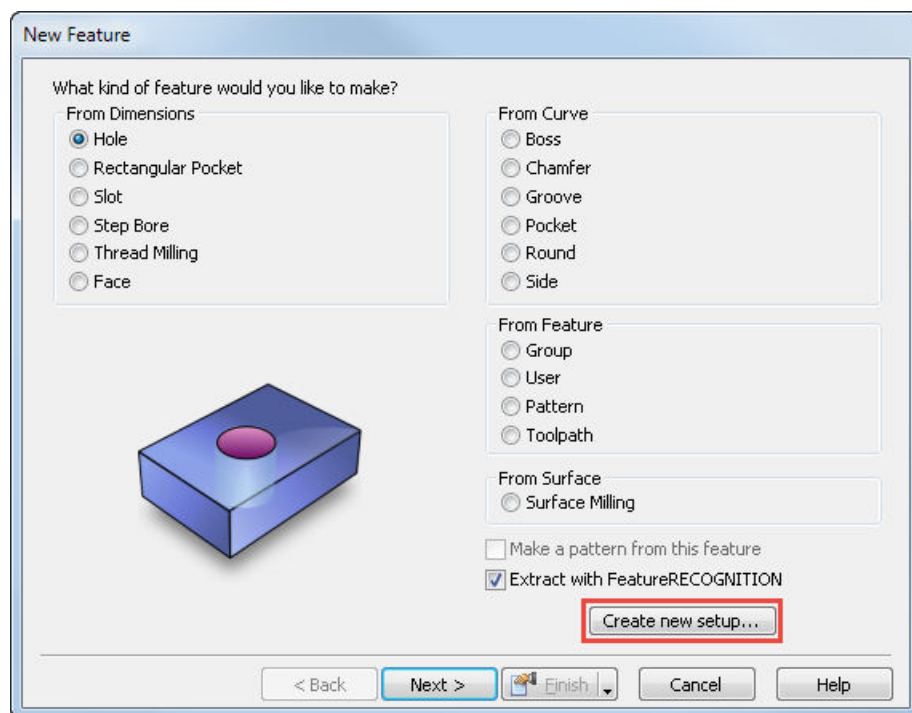 New Feature
What kind of feature would you like to make?
From Dimensions
Hole
Rectangular Pocket
Slot
Step Bore
Thread Milling
Face
From Curve
Boss
Chamfer
Groove
Pocket
Round
Side
From Feature
Group
User
Pattern
Toolpath
From Surface
Surface Milling
Make a pattern from this feature
Extract with FeatureRECOGNITION
Create new setup...
< Back Next > Finish Cancel Help